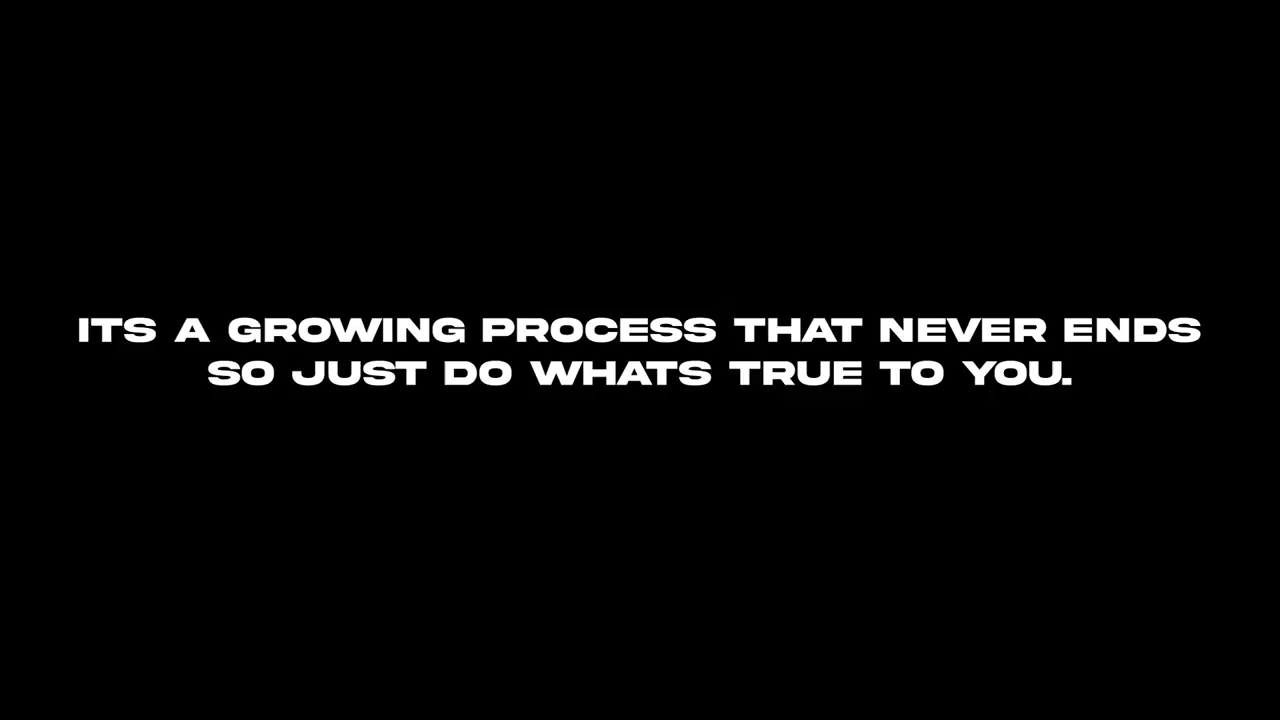 ITS A GROWING PROCESS THAT NEVER ENDS
SO JUST DO WHATS TRUE TO YOU.